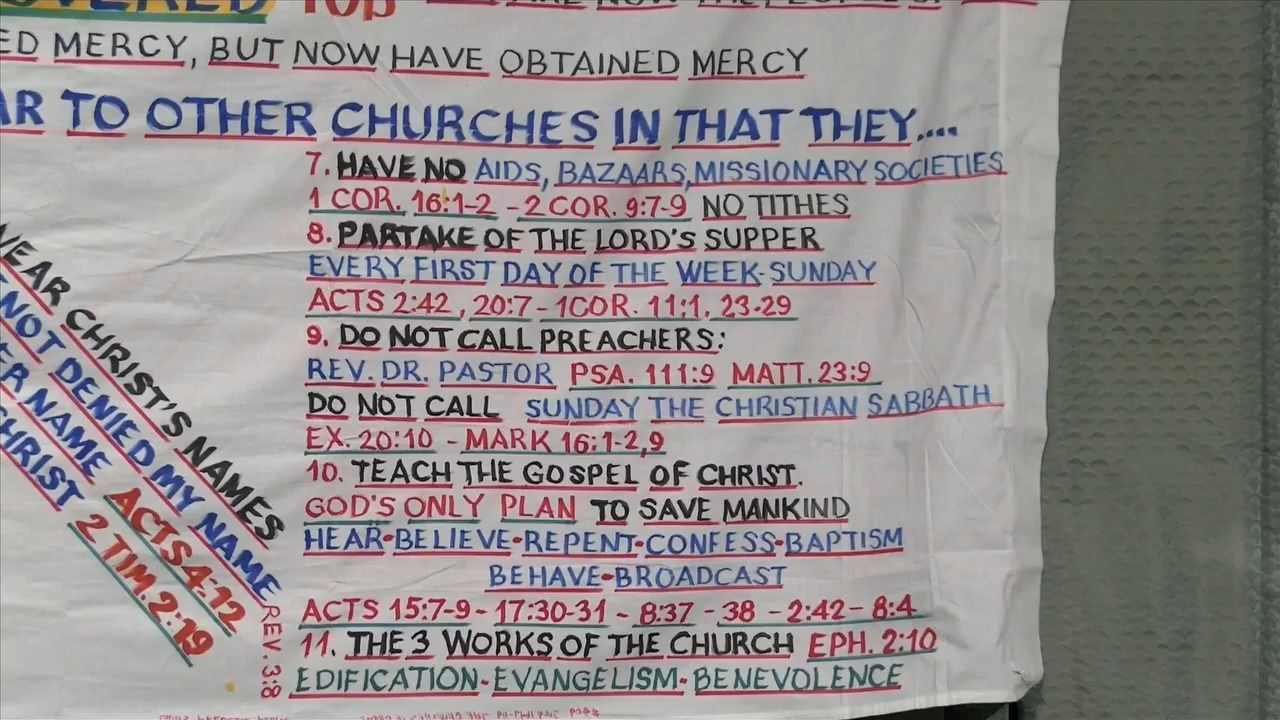 MERCY, BUT NOW HAVE OBTAINED MERCY
TO OTHER CHURCHES IN THAT THEY....
7. HAVE NO AIDS, BAZAARS, MISSIONARY SOCIETIES
1 COR. 16:1-2 - 2 COR. 9:7-9 NO TITHES
8. PARTAKE OF THE LORD'S SUPPER
EVERY FIRST DAY OF THE WEEK-SUNDAY
ACTS 2:42, 20:7 - 1COR. 11:1, 23-29
9. DO NOT CALL PREACHERS:
REV. DR. PASTOR PSA. 111:9 MATT. 23:9
DO NOT CALL SUNDAY THE CHRISTIAN SABBATH
EX. 20:10 - MARK 16:1-2,9
10. TEACH THE GOSPEL OF CHRIST.
GOD'S ONLY PLAN TO SAVE MANKIND
HEAR-BELIEVE-REPENT-CONFESS-BAPTISM
BEHAVE-BROADCAST
ACTS 15:7-9 - 17:30-31 - 8:37 - 38 - 2:42 - 8:4
11. THE 3 WORKS OF THE CHURCH EPH. 2:10
EDIFICATION-EVANGELISM-BENEVOLENCE
CHRIST'S NAMES
NOT DENIED MY NAME
NAME ACTS 4:12
2 TIM. 2:19
REV. 3:8